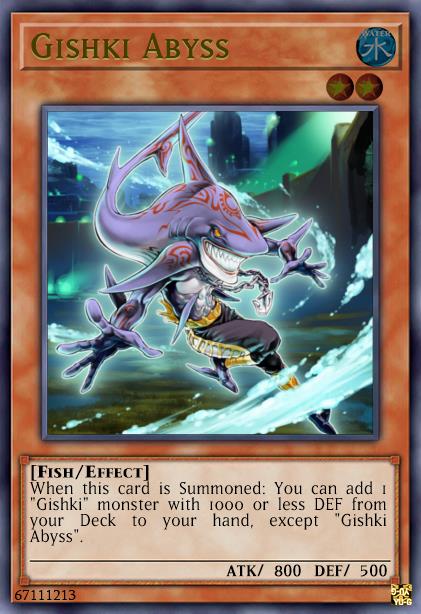 Gishki Abyss
WATER
水
[Fish/Effect]
When this card is Summoned: You can add 1
"Gishki" monster with 1000 or less DEF from
your Deck to your hand, except "Gishki
Abyss".
ATK/ 800 DEF/ 500
67111213